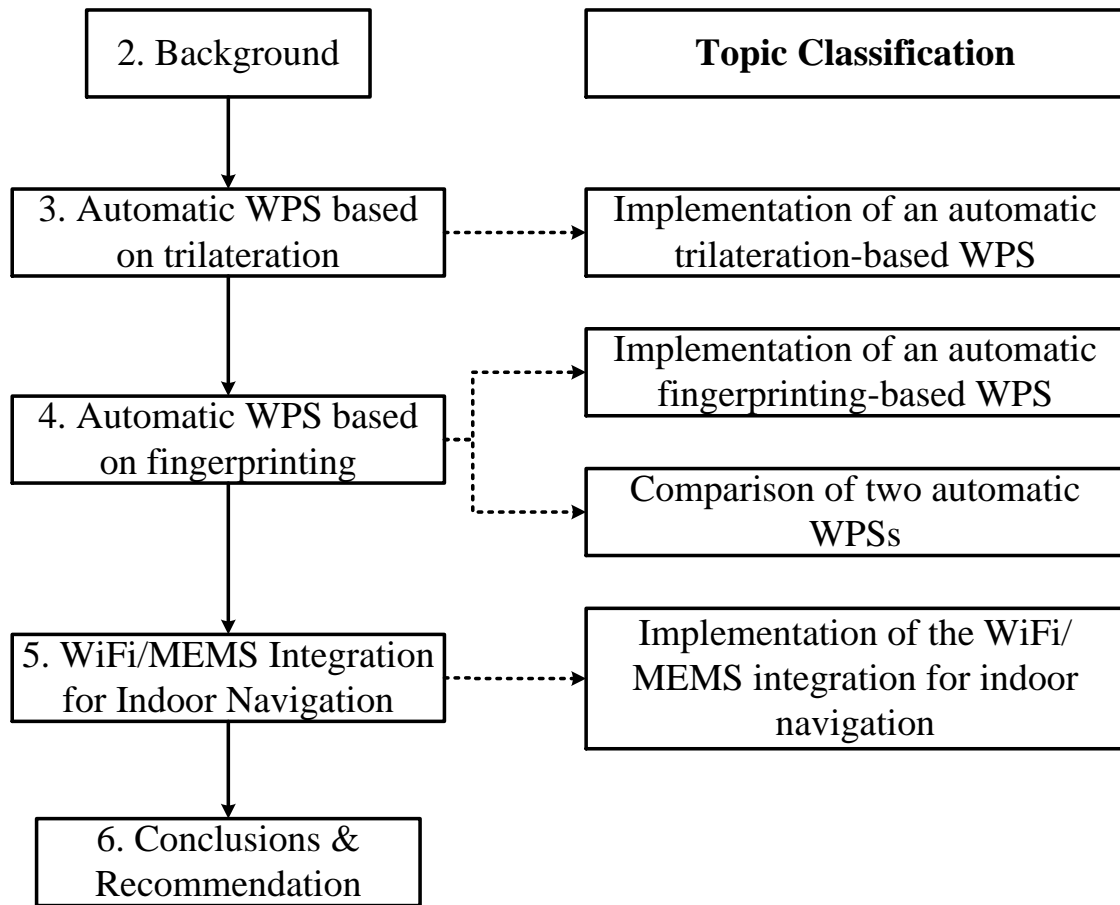 2. Background
Topic Classification
3. Automatic WPS based
on trilateration
Implementation of an automatic
trilateration-based WPS
Implementation of an automatic
fingerprinting-based WPS
4. Automatic WPS based
on fingerprinting
Comparison of two automatic
WPSs
5. WiFi/MEMS Integration
for Indoor Navigation
Implementation of the WiFi/
MEMS integration for indoor
navigation
6. Conclusions &
Recommendation